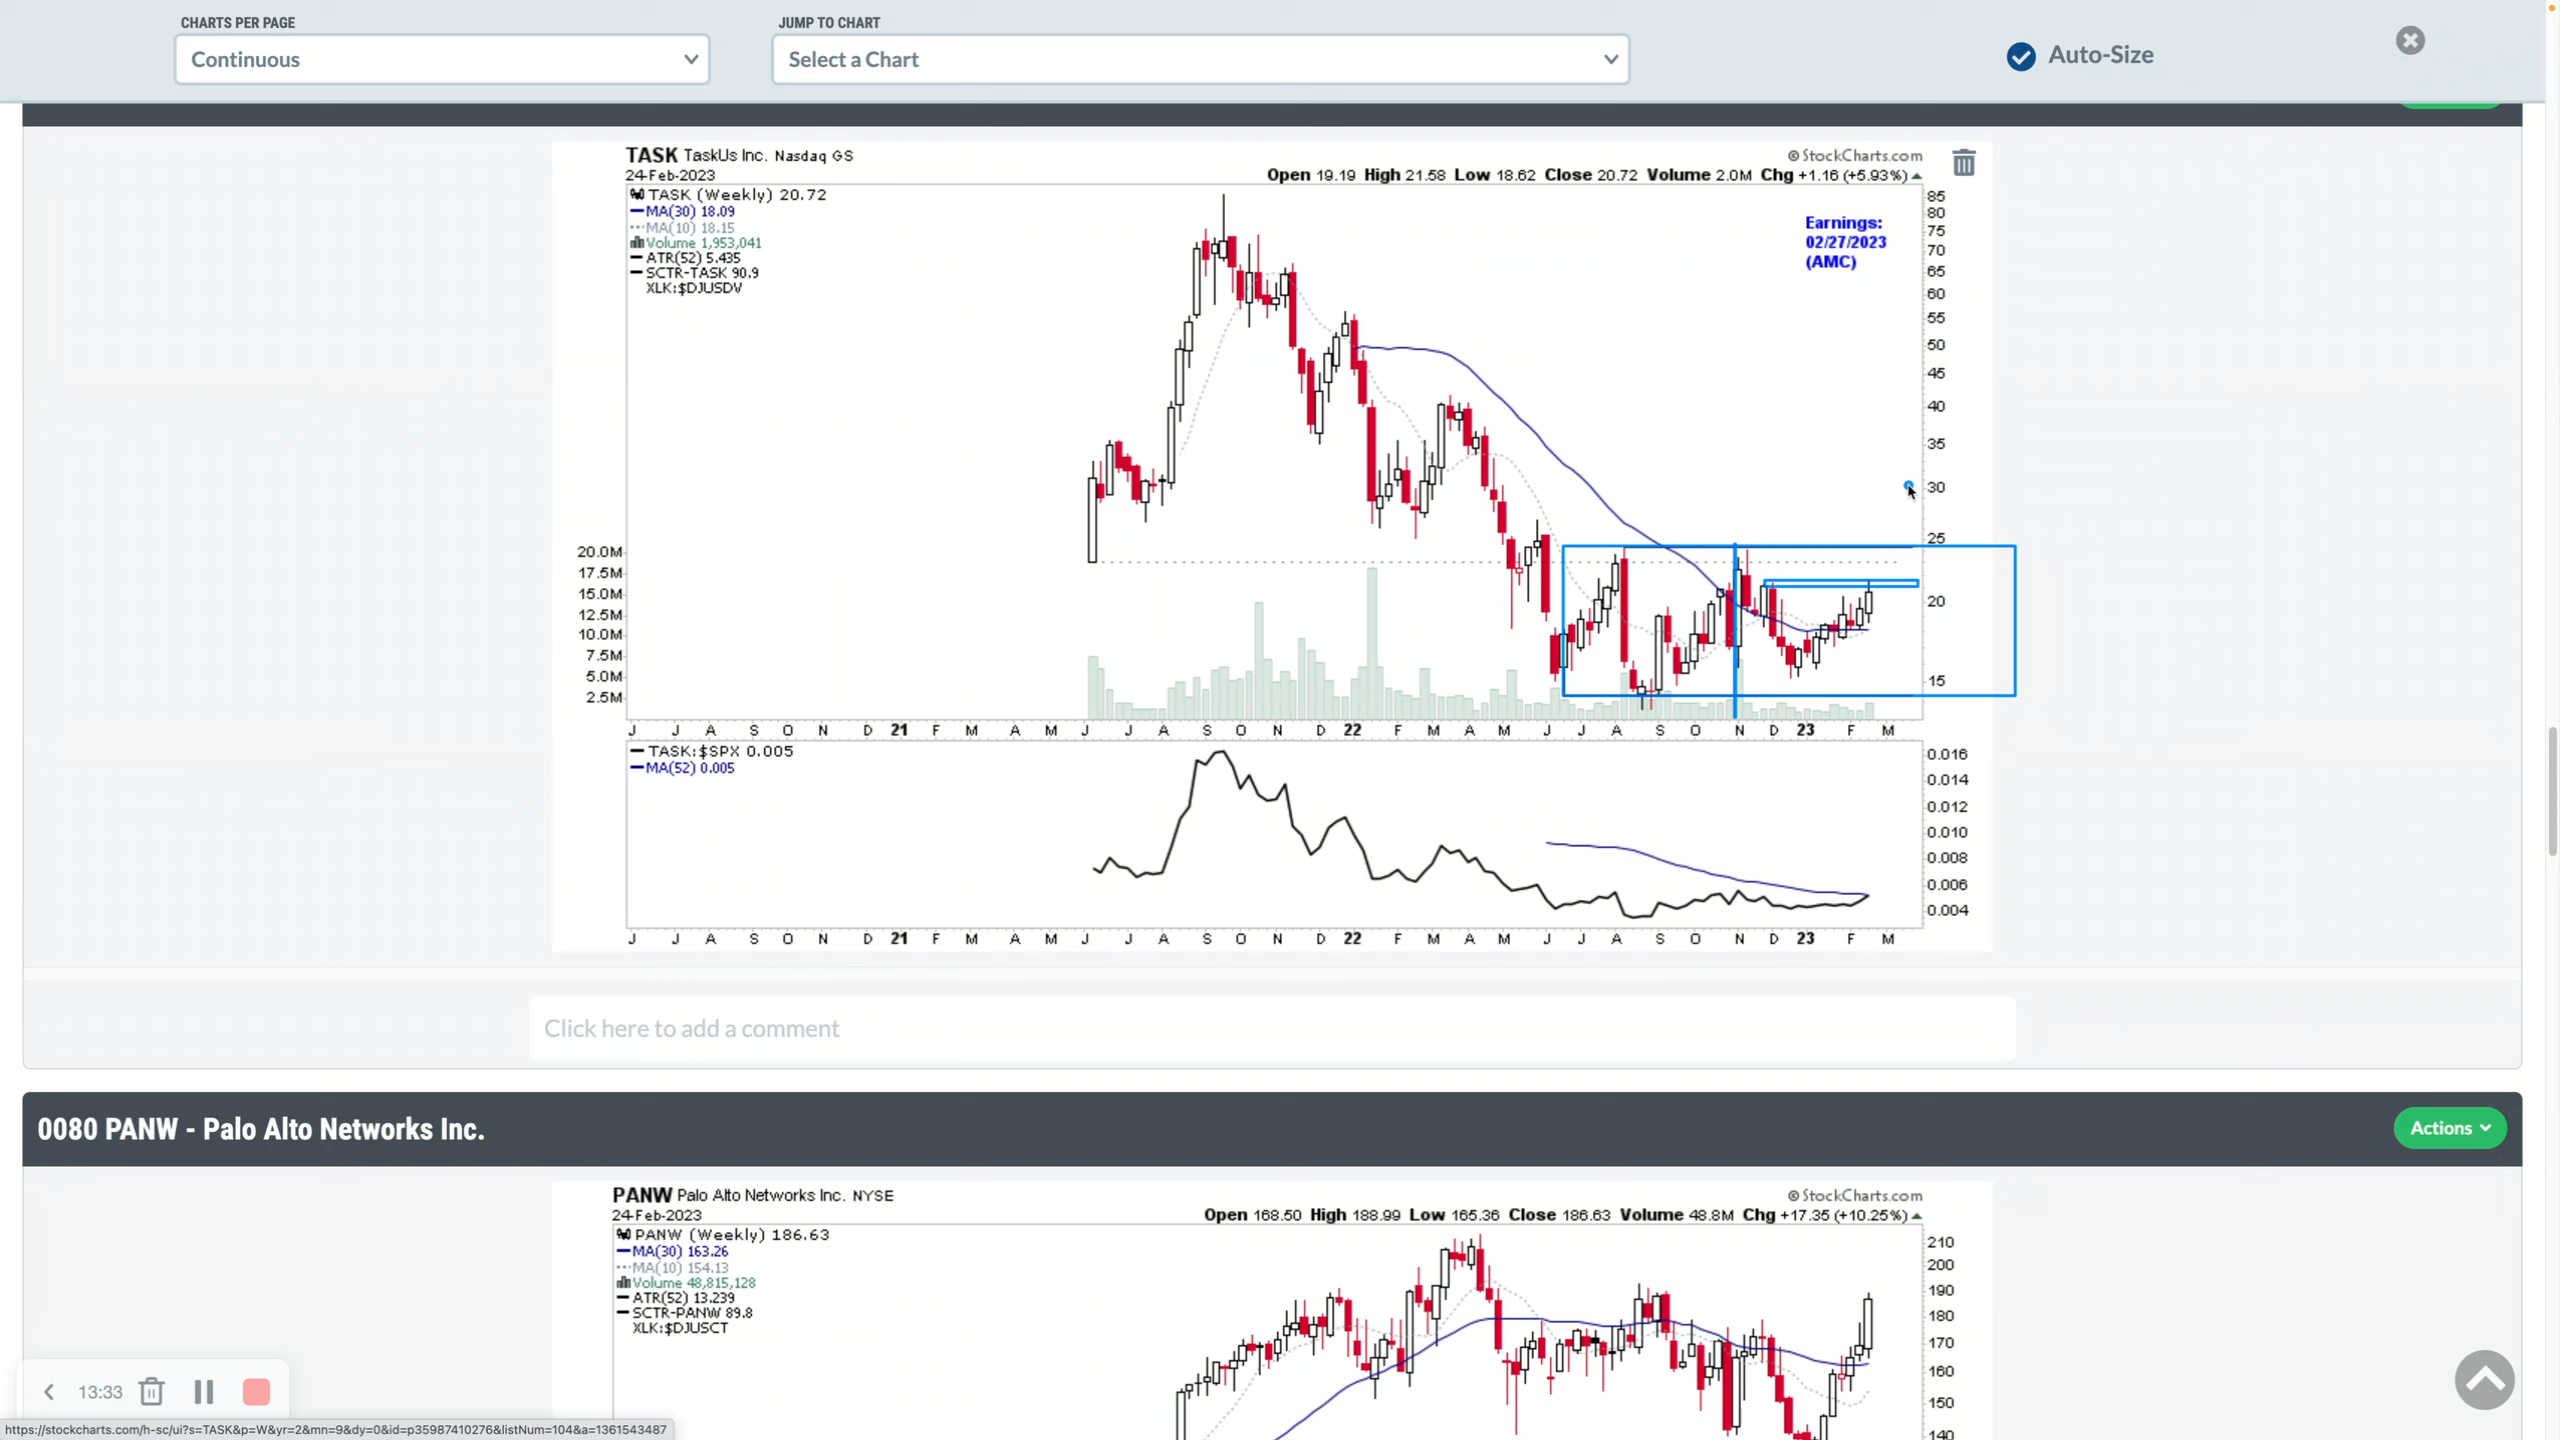 CHARTS PER PAGE
JUMP TO CHART
Continuous
Select a Chart
Auto-Size
TASK TaskUs Inc. Nasdaq GS
© StockCharts.com
24-Feb-2023
Open 19.19 High 21.58 Low 18.62 Close 20.72 Volume 2.0M Chg +1.16 (+5.93%)
TASK (Weekly) 20.72
MA(30) 18.09
MA(10) 18.15
Volume 1,953,041
ATR(52) 5.435
SCTR-TASK 90.9
XLK:$DJUSDV
Earnings:
02/27/2023
(AMC)
85
80
75
70
65
60
55
50
45
40
35
30
25
20
15
20.0M
17.5M
15.0M
12.5M
10.0M
7.5M
5.0M
2.5M
J J A S O N D 21 F M A M J J A S O N D 22 F M A M J J A S O N D 23 F M
TASK:$SPX 0.005
MA(52) 0.005
0.016
0.014
0.012
0.010
0.008
0.006
0.004
J J A S O N D 21 F M A M J J A S O N D 22 F M A M J J A S O N D 23 F M
Click here to add a comment
0080 PANW - Palo Alto Networks Inc.
Actions
PANW Palo Alto Networks Inc. NYSE
© StockCharts.com
24-Feb-2023
Open 168.50 High 188.99 Low 165.36 Close 186.63 Volume 48.8M Chg +17.35 (+10.25%)
PANW (Weekly) 186.63
MA(30) 163.26
MA(10) 154.13
Volume 48,815,128
ATR(52) 13.239
SCTR-PANW 89.8
XLK:$DJUSCT
210
200
190
180
170
160
150
140
13:33
https://stockcharts.com/h-sc/ui?s=TASK&p=W&yr=2&mn=9&dy=0&id=p35987410276&listNum=104&a=1361543487